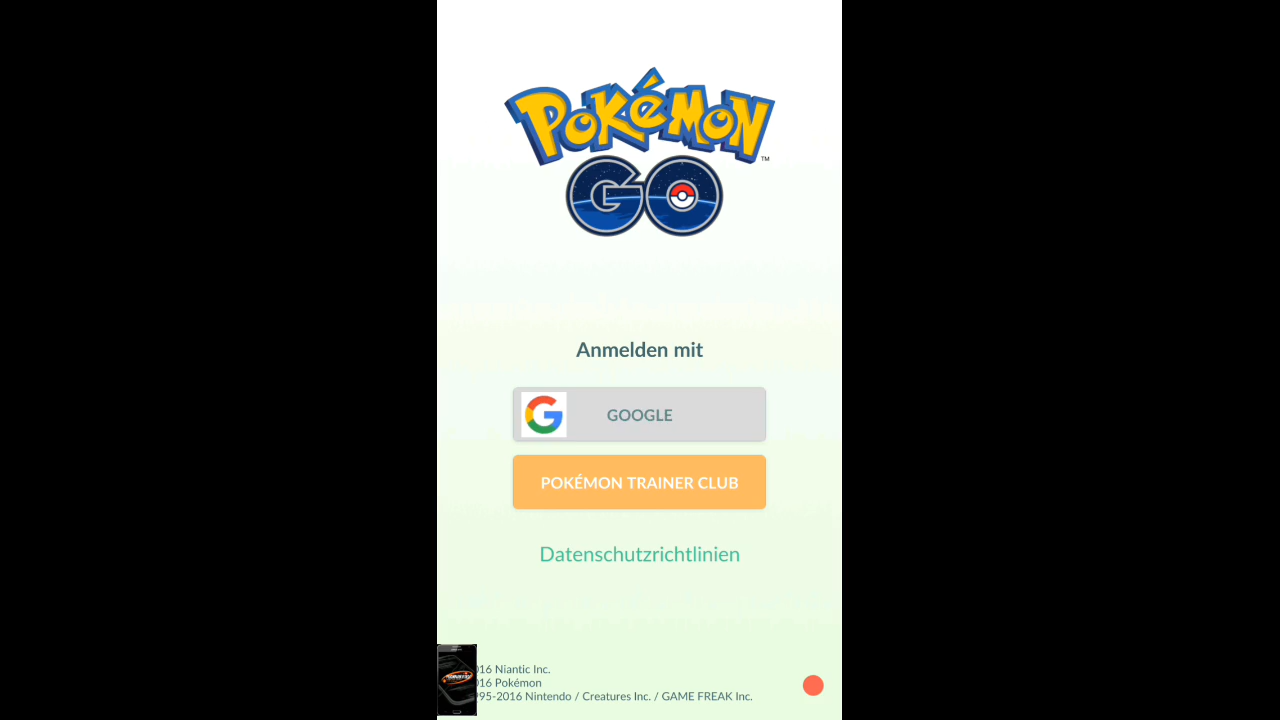 POKéMON
GO
TM
Anmelden mit
G GOOGLE
POKÉMON TRAINER CLUB
Datenschutzrichtlinien
16 Niantic Inc.
16 Pokémon
95-2016 Nintendo / Creatures Inc. / GAME FREAK Inc.